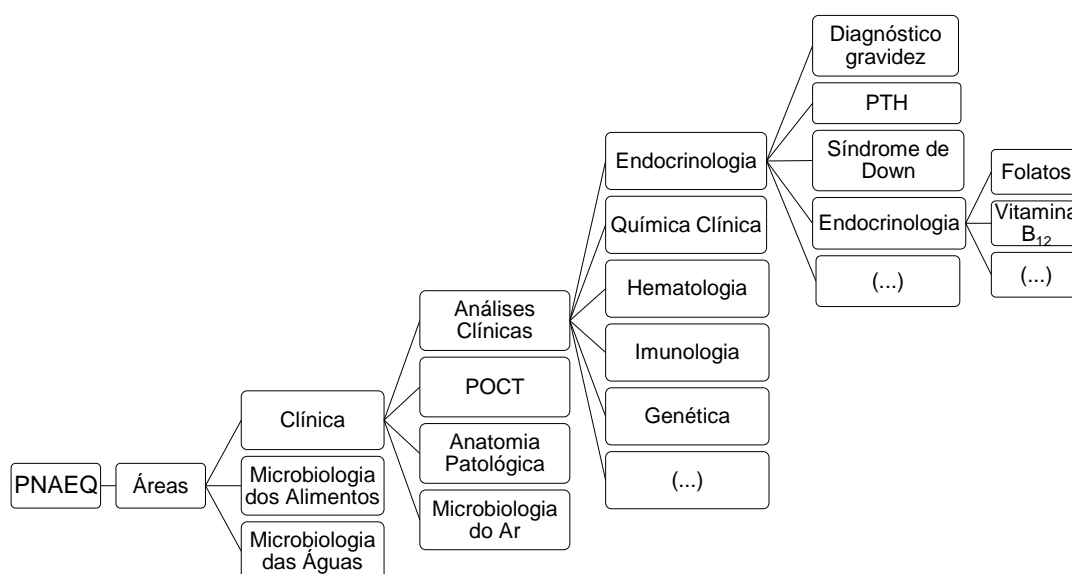 PNAEQ
Áreas
Clínica
Microbiologia
dos Alimentos
Microbiologia
das Águas
Análises
Clínicas
POCT
Anatomia
Patológica
Microbiologia
do Ar
Endocrinologia
Química Clínica
Hematologia
Imunologia
Genética
(...)
Diagnóstico
gravidez
PTH
Síndrome de
Down
Endocrinologia
(...)
Folatos
Vitamina
B₁₂
(...)